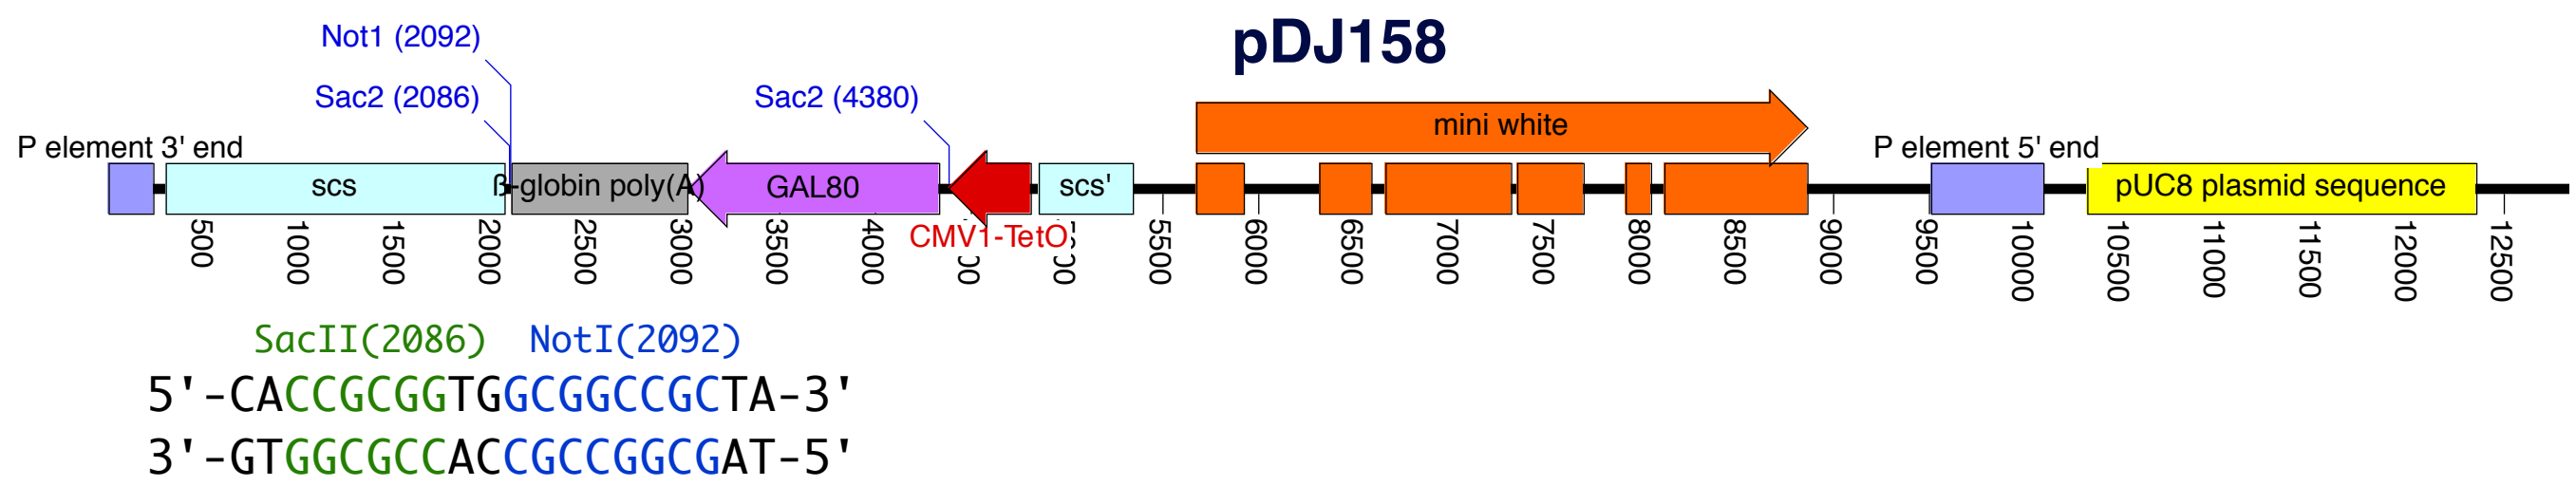 pDJ158
Not1 (2092)
Sac2 (2086)
Sac2 (4380)
mini white
P element 3' end
P element 5' end
scs
ß-globin poly(A)
GAL80
scs'
pUC8 plasmid sequence
CMV1-TetO
500
1000
1500
2000
2500
3000
3500
4000
5500
6000
6500
7000
7500
8000
8500
9000
9500
10000
10500
11000
11500
12000
12500
SacII(2086) NotI(2092)
5'-CACCGCGGTGGCGGCCGCTA-3'
3'-GTGGCGCCACCGCCGGCGAT-5'